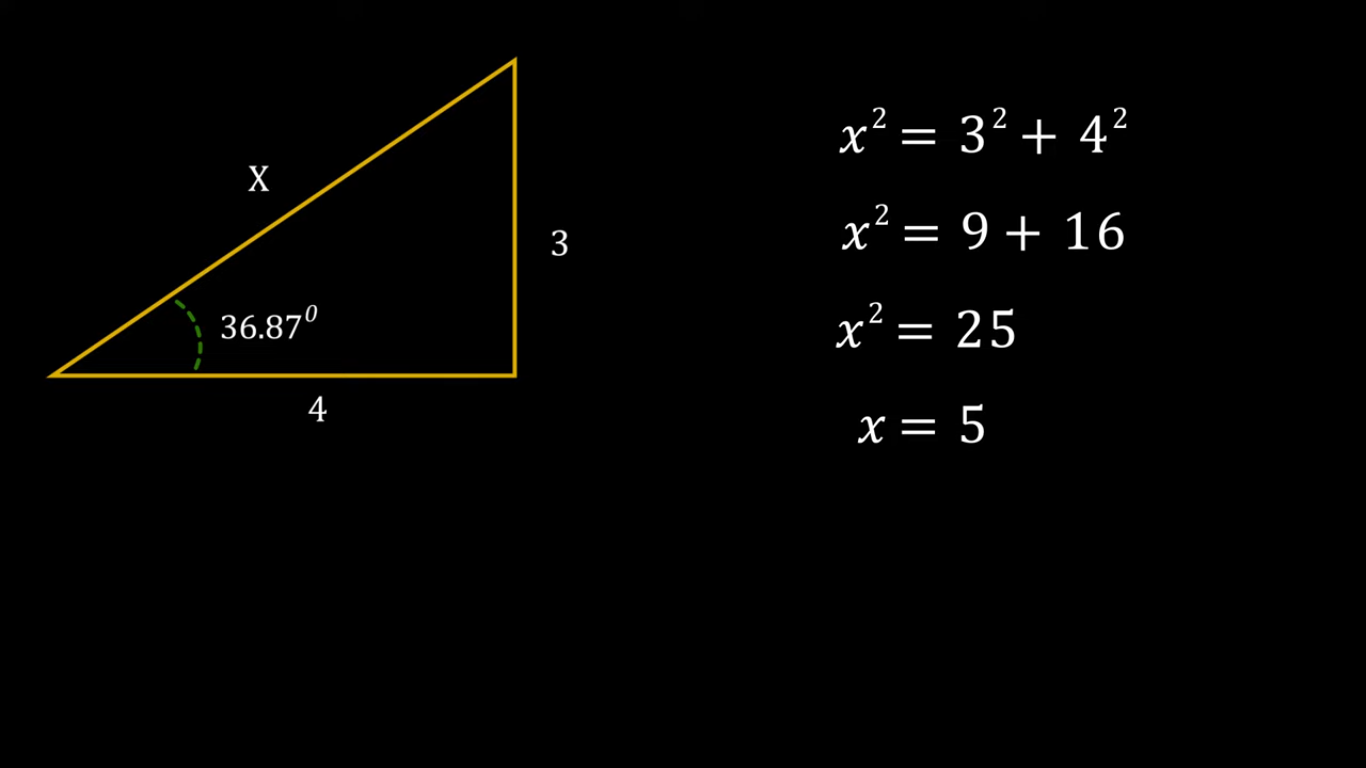 X
3
36.87⁰
4
x² = 3² + 4²
x² = 9 + 16
x² = 25
x = 5